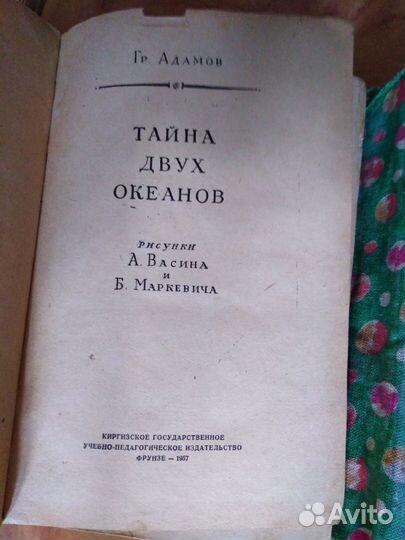 Гр. Адамов
ТАЙНА
ДВУХ
ОКЕАНОВ
РИСУНКИ
А. Васина
и
Б. Маркевича
КИРГИЗСКОЕ ГОСУДАРСТВЕННОЕ
УЧЕБНО-ПЕДАГОГИЧЕСКОЕ ИЗДАТЕЛЬСТВО
ФРУНЗЕ — 1957
Avito